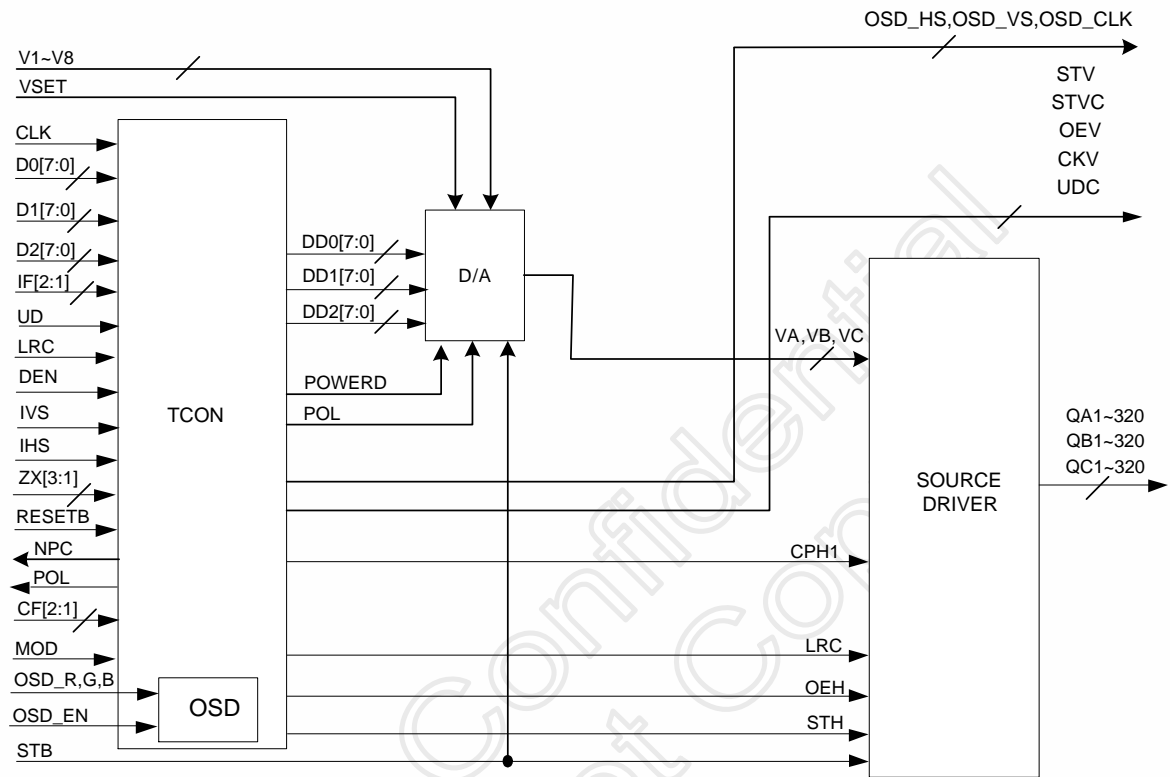 OSD_HS,OSD_VS,OSD_CLK
V1~V8
VSET
STV
STVC
OEV
CKV
UDC
CLK
D0[7:0]
D1[7:0]
D2[7:0]
IF[2:1]
UD
LRC
DEN
IVS
IHS
ZX[3:1]
RESETB
NPC
POL
CF[2:1]
MOD
OSD_R,G,B
OSD_EN
STB
TCON
OSD
DD0[7:0]
DD1[7:0]
DD2[7:0]
D/A
POWERD
POL
VA,VB,VC
CPH1
LRC
OEH
STH
SOURCE
DRIVER
QA1~320
QB1~320
QC1~320
Confidential